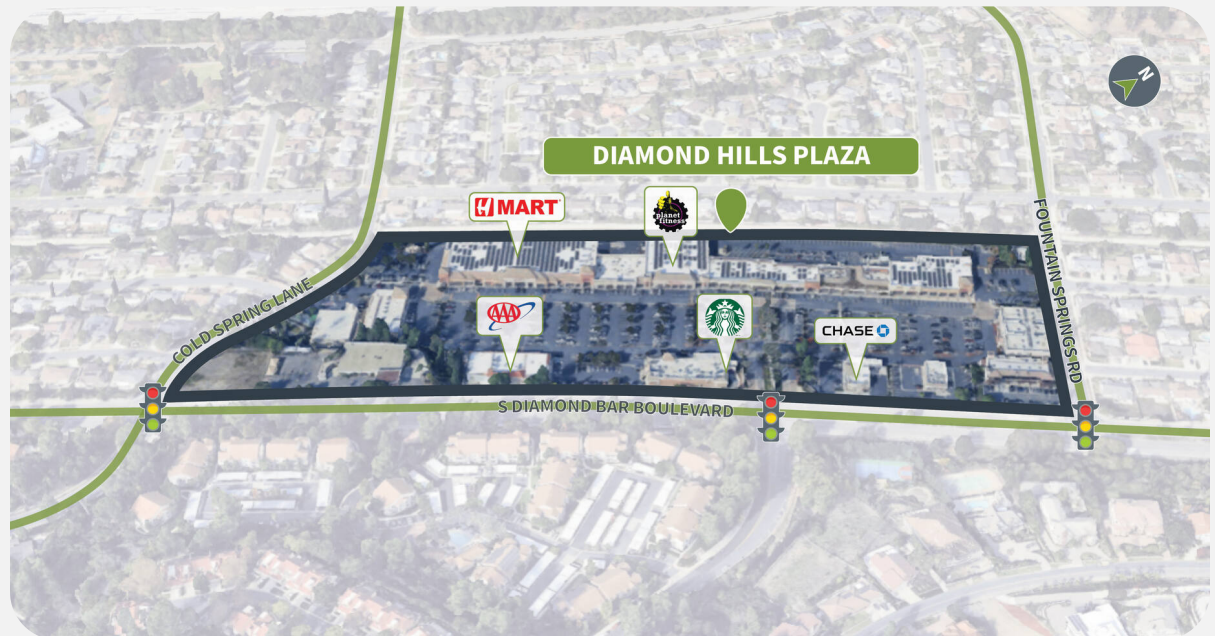 N
DIAMOND HILLS PLAZA
H MART
planet
fitness
FOUNTAIN SPRINGS RD
COLD SPRING LANE
AAA
CHASE
S DIAMOND BAR BOULEVARD